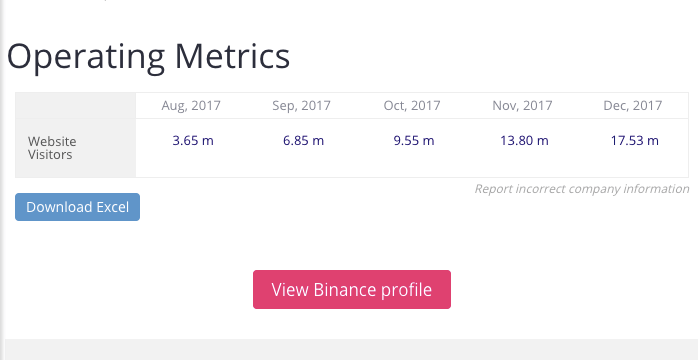 Operating Metrics
Aug, 2017 Sep, 2017 Oct, 2017 Nov, 2017 Dec, 2017
Website 3.65 m 6.85 m 9.55 m 13.80 m 17.53 m
Visitors
Report incorrect company information
Download Excel
View Binance profile